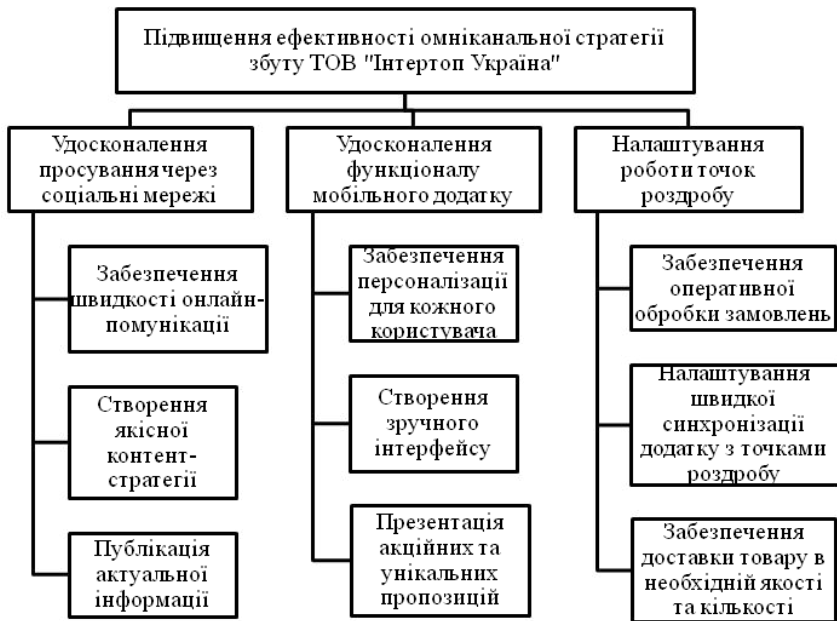 Підвищення ефективності омніканальної стратегії
збуту ТОВ "Інтертоп Україна"
Удосконалення
просування через
соціальні мережі
Забезпечення
швидкості онлайн-
помунікації
Створення
якісної
контент-
стратегії
Публікація
актуальної
інформації
Удосконалення
функціоналу
мобільного додатку
Забезпечення
персоналізації
для кожного
користувача
Створення
зручного
інтерфейсу
Презентація
акційних та
унікальних
пропозицій
Налаштування
роботи точок
роздробу
Забезпечення
оперативної
обробки замовлень
Налаштування
швидкої
синхронізації
додатку з точками
роздробу
Забезпечення
доставки товару в
необхідній якості
та кількості